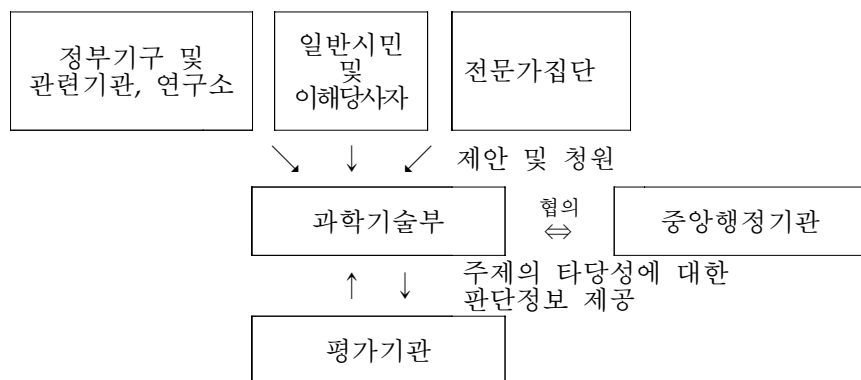 정부기구 및
관련기관, 연구소
일반시민
및
이해당사자
전문가집단
↘ ↓ ↙ 제안 및 청원
과학기술부
협의
⇔
중앙행정기관
↑ ↓
주제의 타당성에 대한
판단정보 제공
평가기관